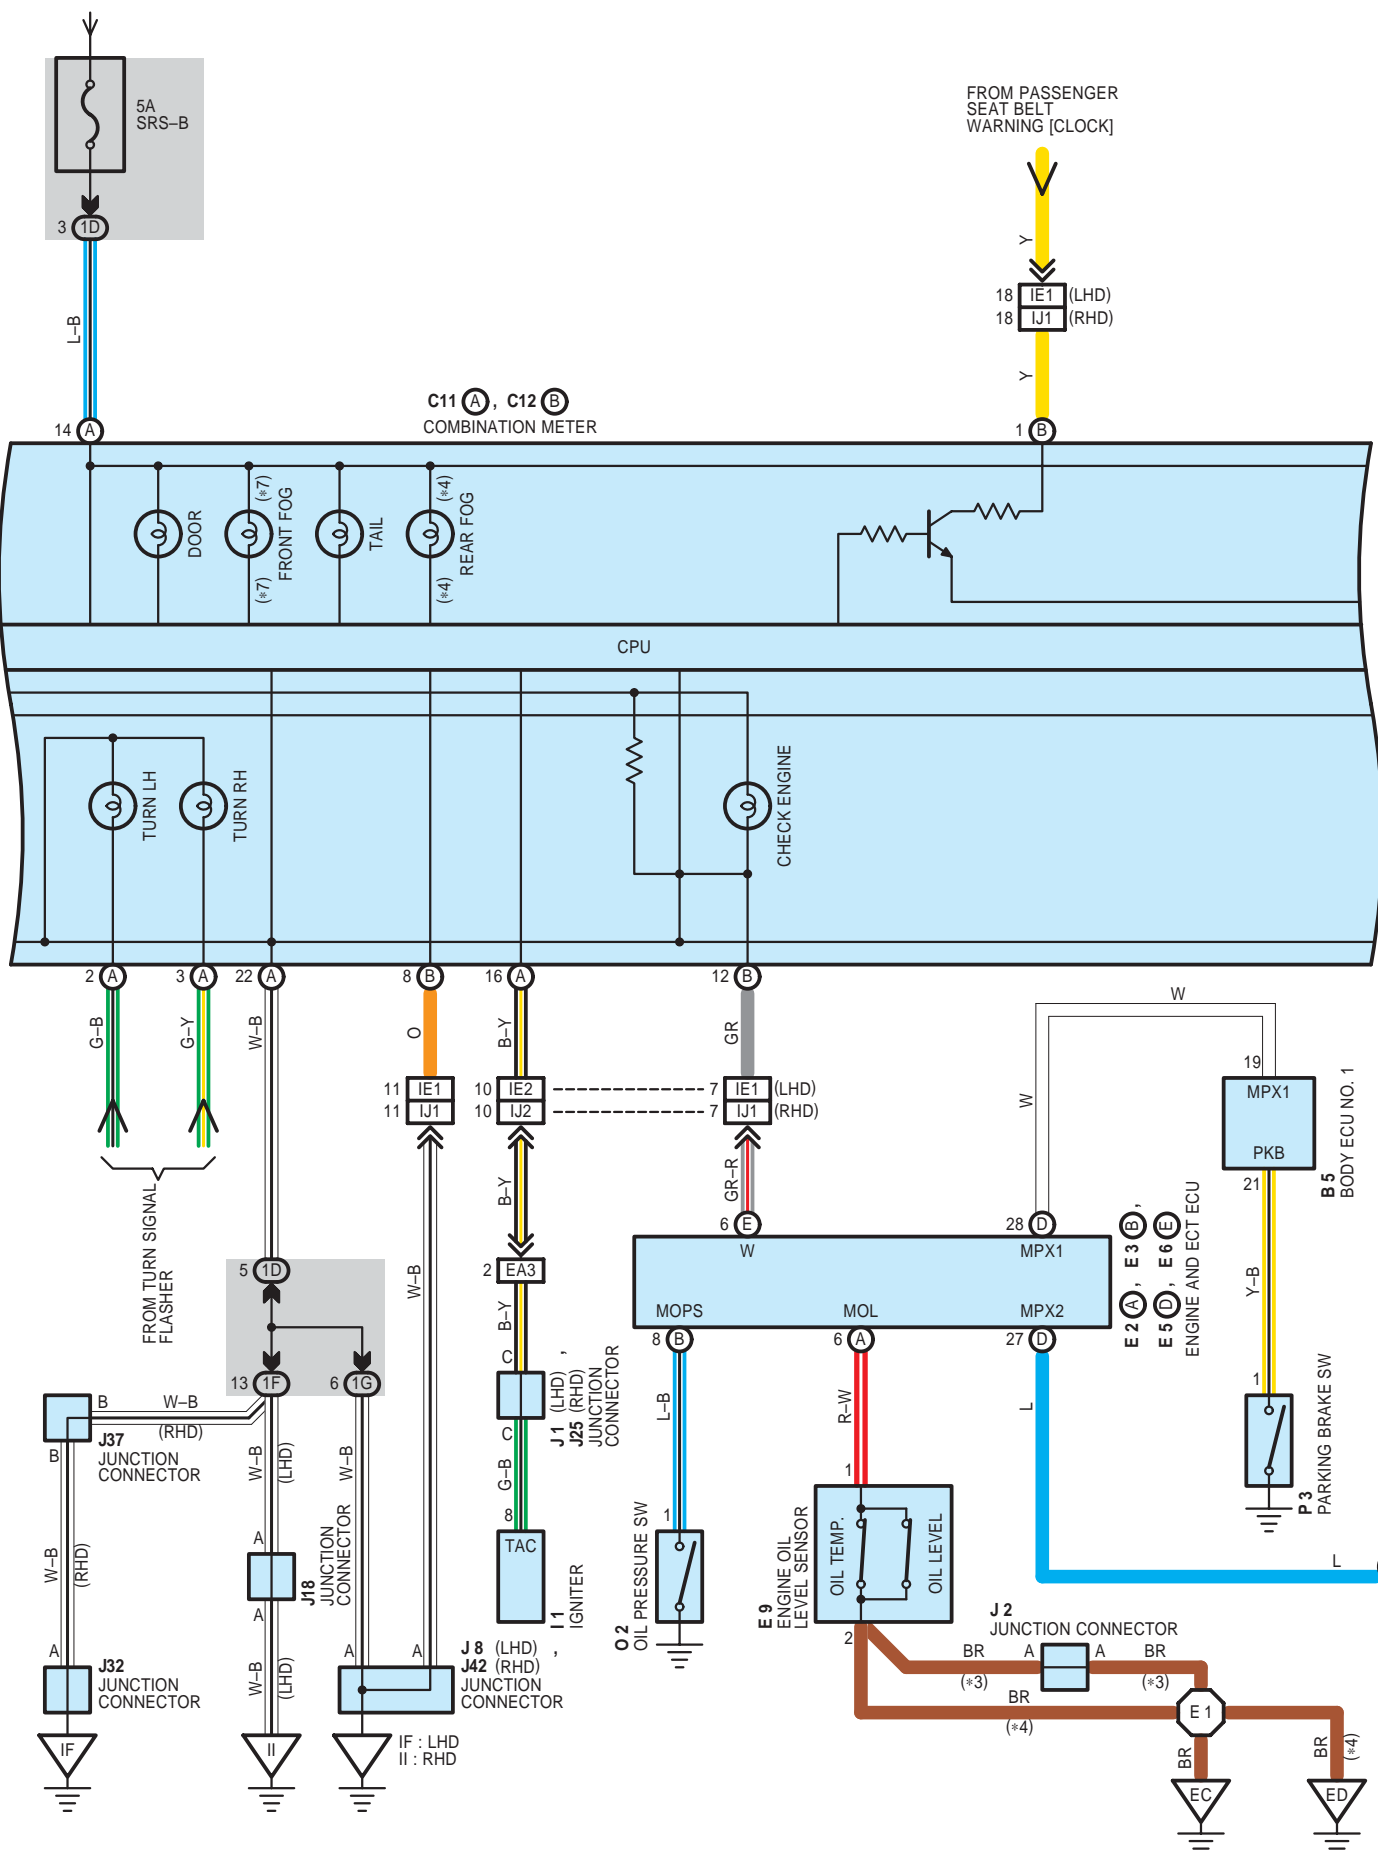 5A
SRS–B
3 1D
L–B
14 A
FROM PASSENGER
SEAT BELT
WARNING [CLOCK]
Y
18 IE1 (LHD)
18 IJ1 (RHD)
Y
1 B
C11 A , C12 B
COMBINATION METER
DOOR
(*7)
FRONT FOG
(*7)
TAIL
(*4)
REAR FOG
(*4)
CPU
TURN LH
TURN RH
CHECK ENGINE
2 A
3 A
22 A
8 B
16 A
12 B
G–B
G–Y
W–B
O
B–Y
GR
11 IE1
11 IJ1
10 IE2
10 IJ2
7 IE1 (LHD)
7 IJ1 (RHD)
FROM TURN SIGNAL
FLASHER
W–B
B–Y
GR–R
W
W
19
MPX1
PKB
21
B 5
BODY ECU NO. 1
6 E
W
28 D
MPX1
MOPS
MOL
MPX2
8 B
6 A
27 D
E 2 A , E 3 B ,
E 5 D , E 6 E
ENGINE AND ECT ECU
Y–B
1
P 3
PARKING BRAKE SW
5 1D
13 1F
6 1G
2 EA3
B–Y
C
J 1 (LHD) ,
J25 (RHD)
JUNCTION
CONNECTOR
C
G–B
8
TAC
I 1
IGNITER
B
W–B
(RHD)
J37
JUNCTION
CONNECTOR
B
W–B
(RHD)
A
J32
JUNCTION
CONNECTOR
IF
W–B
(LHD)
A
J18
JUNCTION
CONNECTOR
A
W–B
(LHD)
II
W–B
A
A
J 8 (LHD) ,
J42 (RHD)
JUNCTION
CONNECTOR
IF : LHD
II : RHD
L–B
1
O 2
OIL PRESSURE SW
R–W
1
OIL TEMP.
OIL LEVEL
E 9
ENGINE OIL
LEVEL SENSOR
2
L
L
J 2
JUNCTION CONNECTOR
BR
(*3)
A
A
BR
(*3)
BR
(*4)
E 1
BR
EC
BR
(*4)
ED